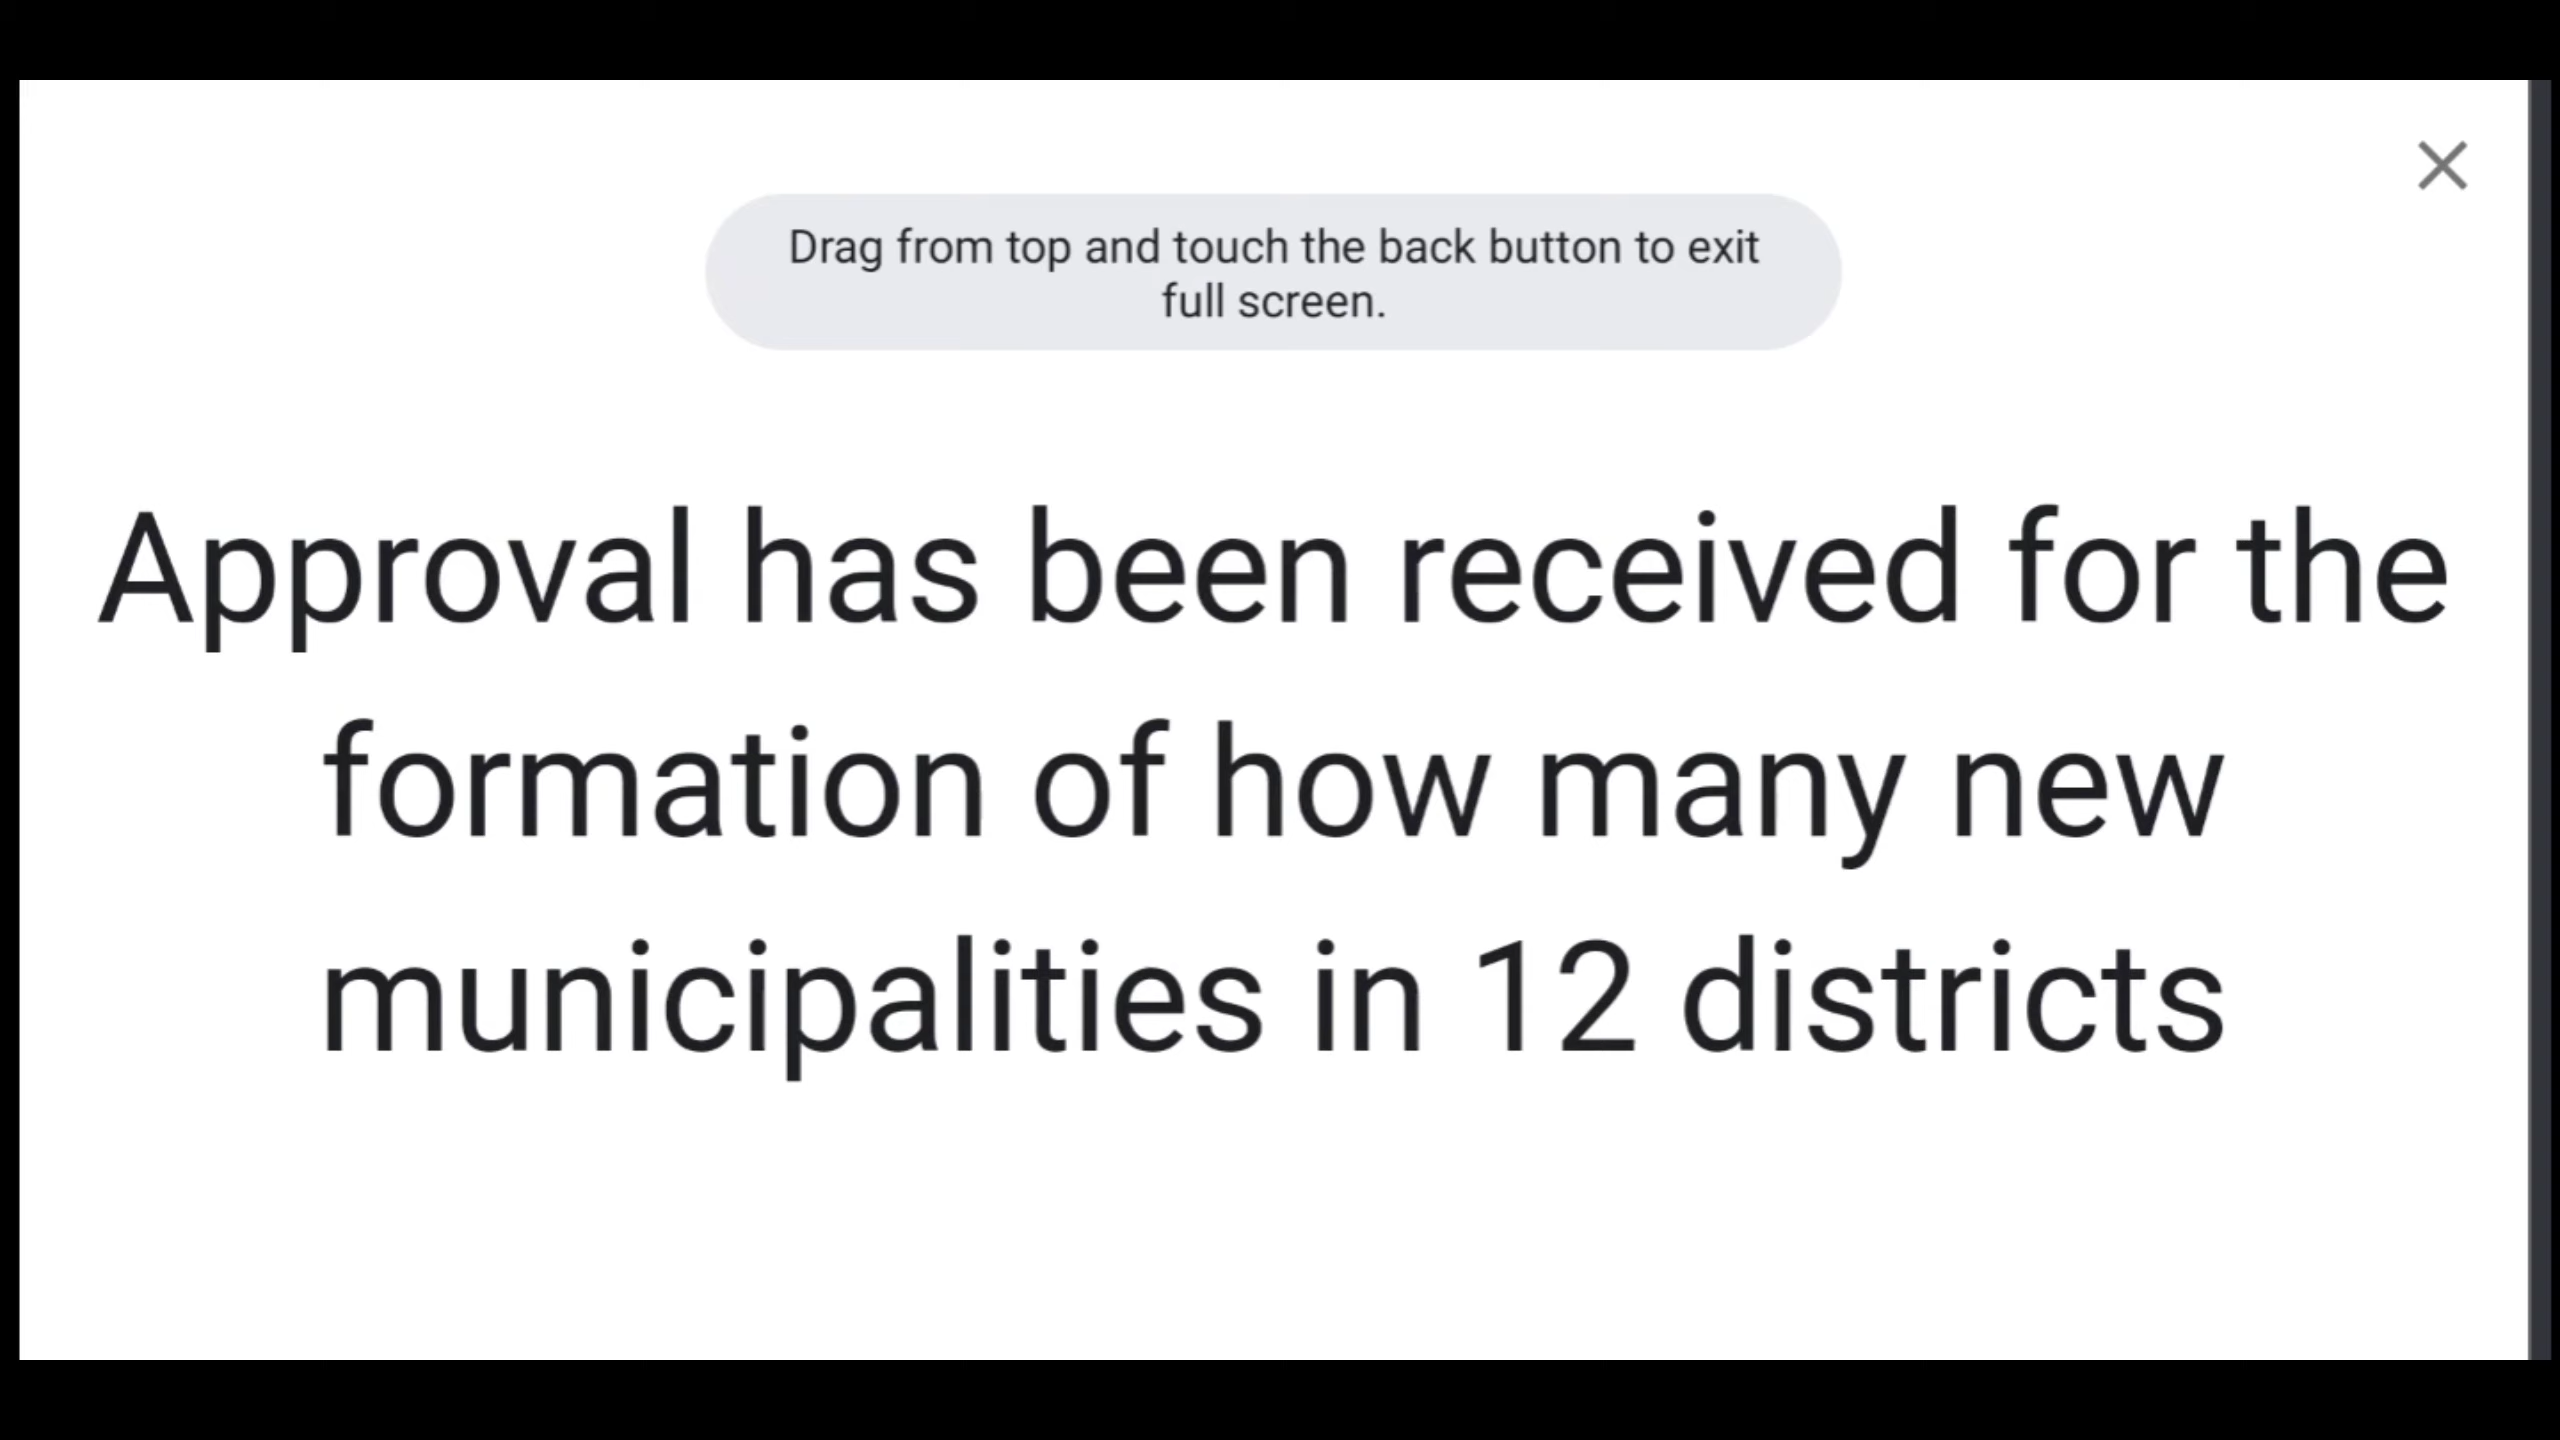 Drag from top and touch the back button to exit
full screen.
Approval has been received for the
formation of how many new
municipalities in 12 districts